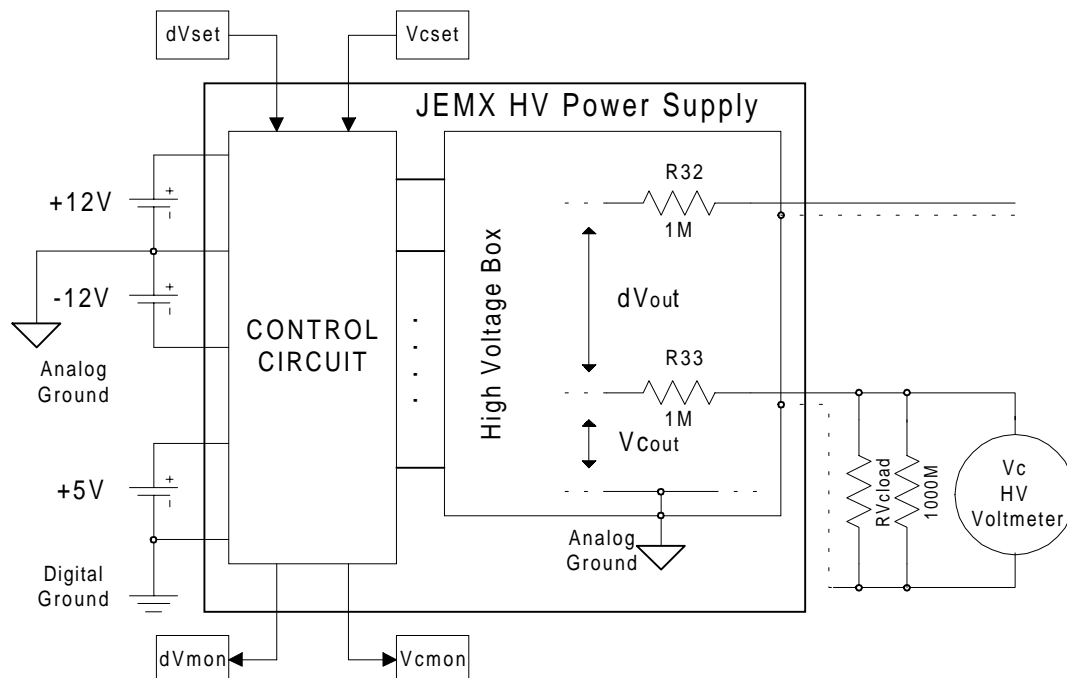 dVset
Vcset
JEMX HV Power Supply
+12V
-12V
Analog
Ground
+5V
Digital
Ground
CONTROL
CIRCUIT
High Voltage Box
R32
1M
dVout
R33
1M
Vcout
Analog
Ground
RVcload
1000M
Vc
HV
Voltmeter
dVmon
Vcmon